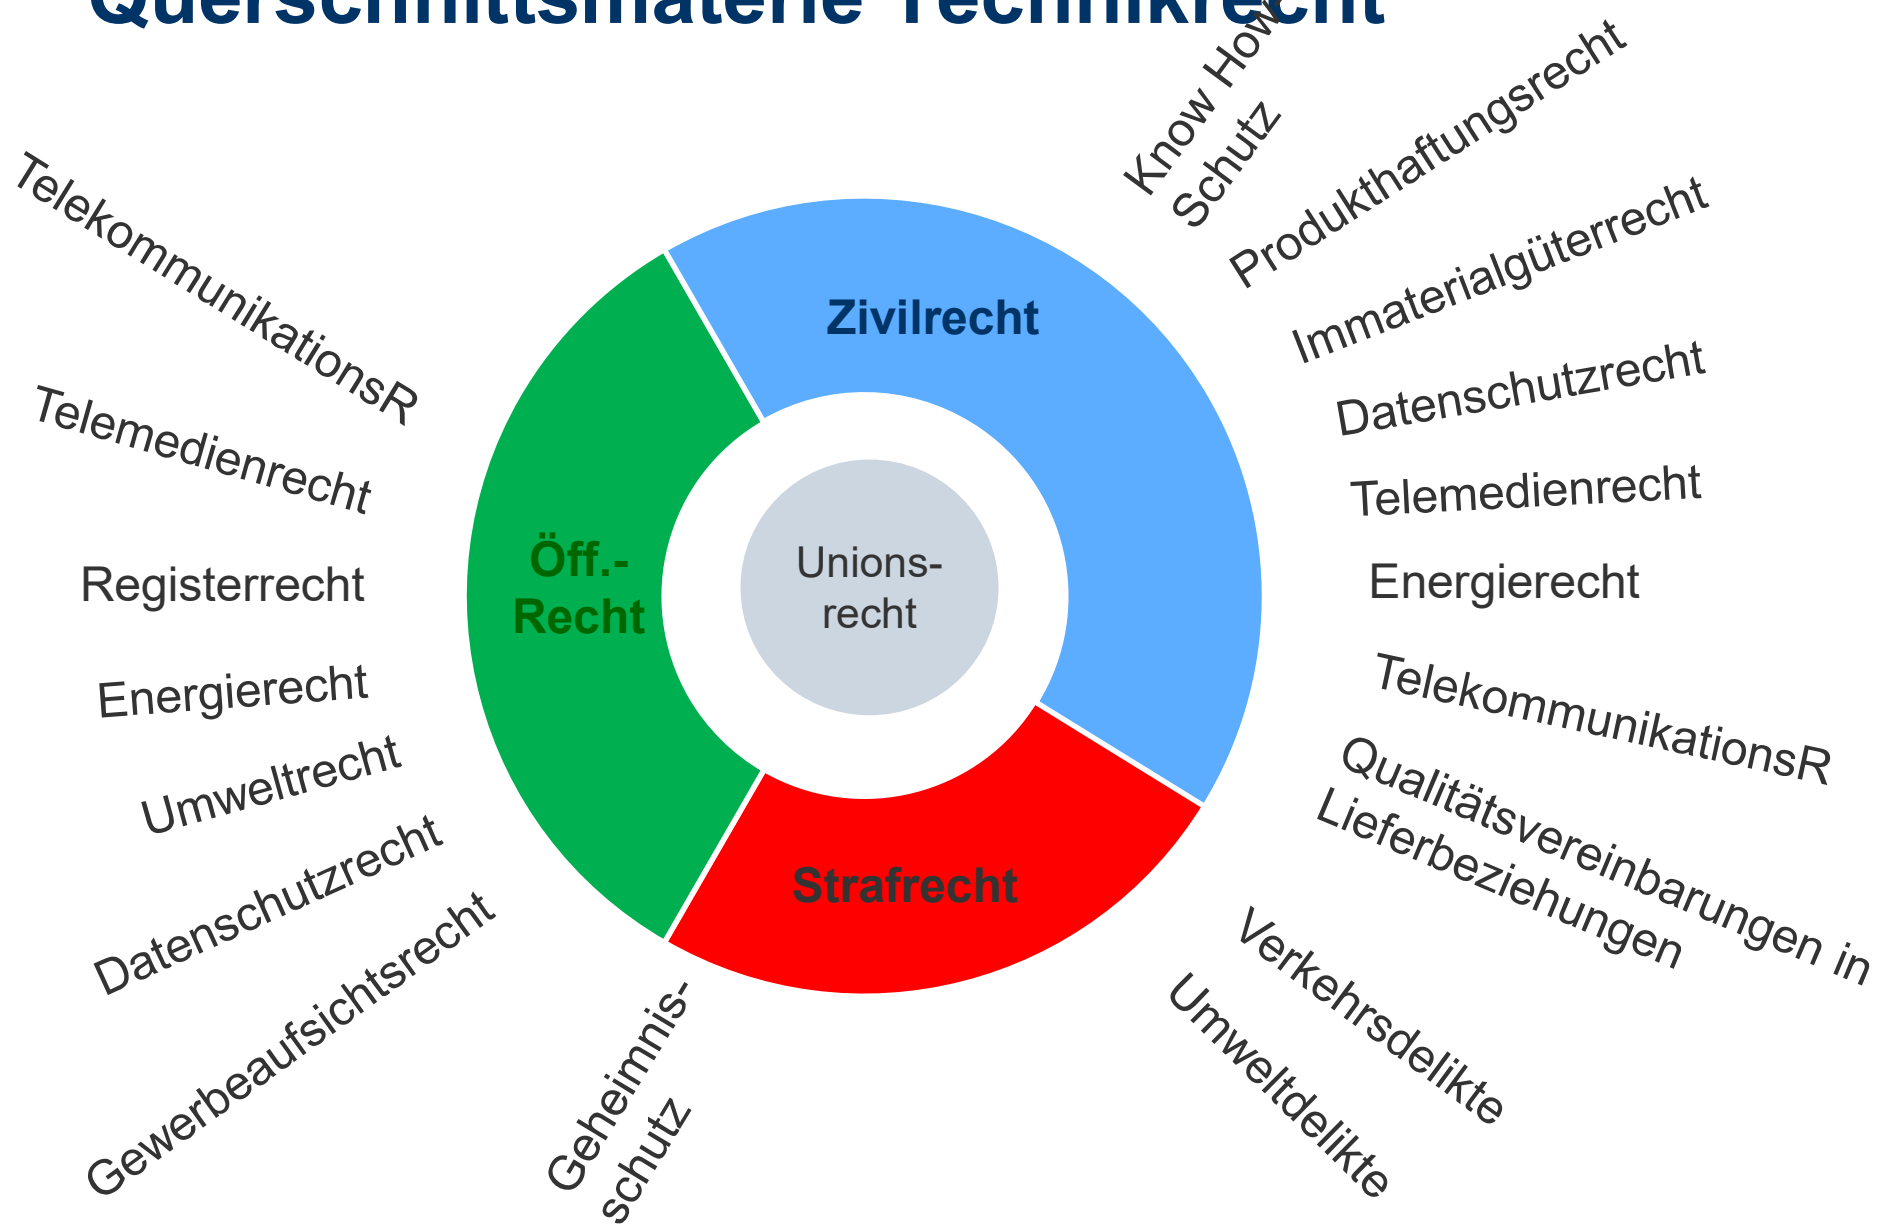 Querschnittsmaterie Technikrecht
Know How
Schutz
Produkthaftungsrecht
Immaterialgüterrecht
Datenschutzrecht
Telemedienrecht
Energierecht
TelekommunikationsR
Qualitätsvereinbarungen in
Lieferbeziehungen
Verkehrsdelikte
Umweltdelikte
Geheimnis-
schutz
Gewerbeaufsichtsrecht
Datenschutzrecht
Umweltrecht
Energierecht
Registerrecht
Telemedienrecht
TelekommunikationsR
Zivilrecht
Öff.-
Recht
Strafrecht
Unions-
recht